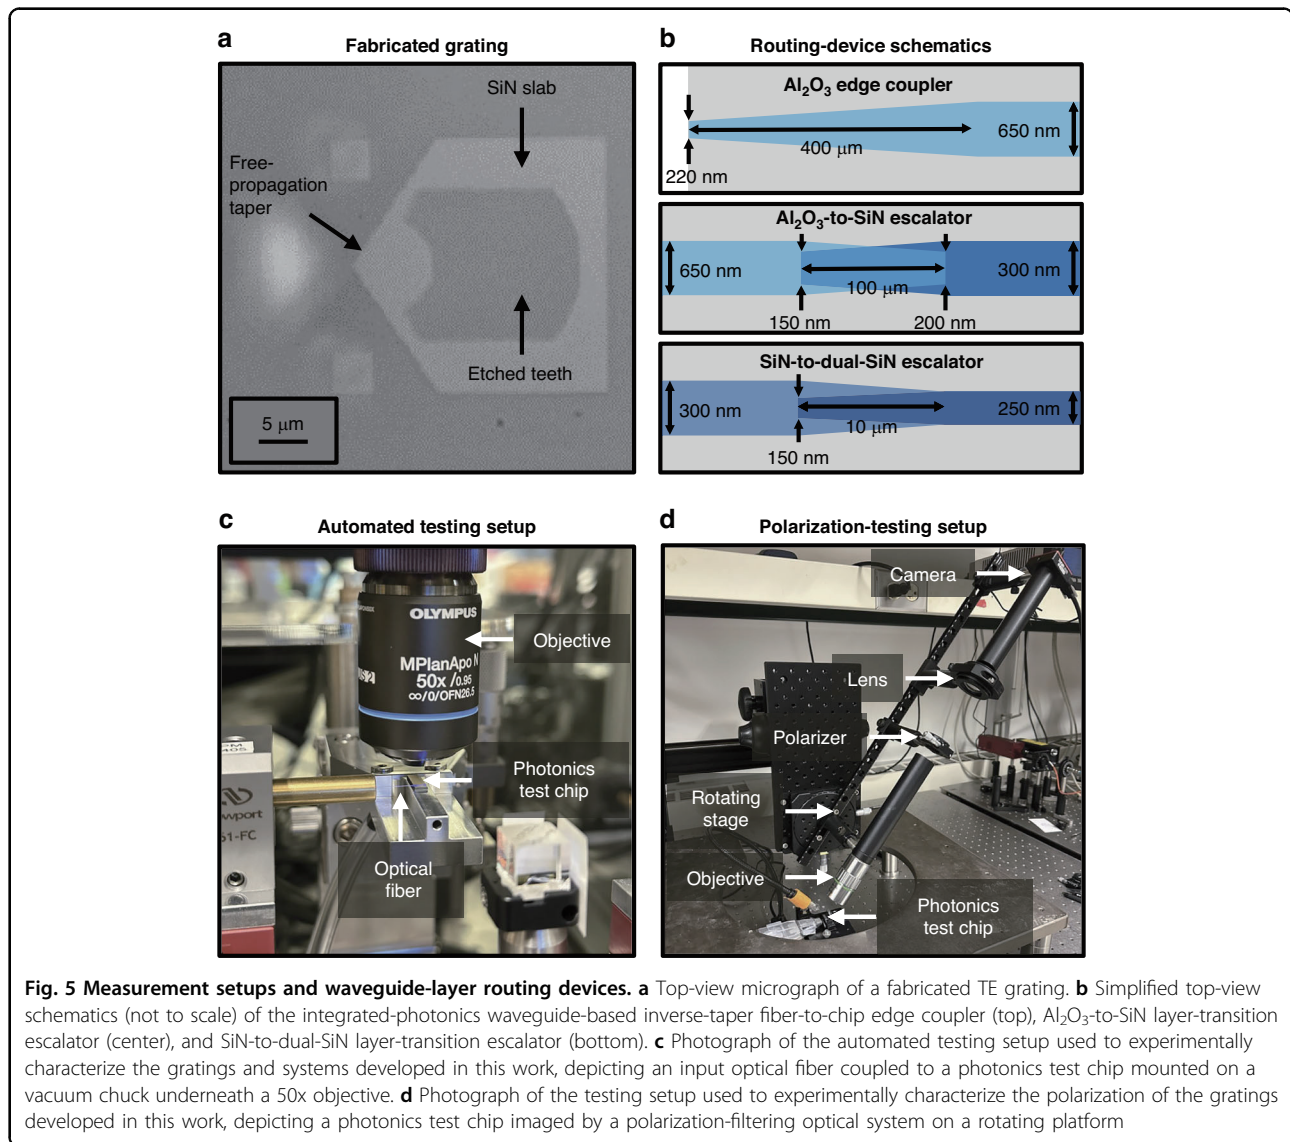 a
Fabricated grating
SiN slab
Free-
propagation
taper
Etched teeth
5 μm
b
Routing-device schematics
Al₂O₃ edge coupler
650 nm
400 μm
220 nm
Al₂O₃-to-SiN escalator
650 nm
300 nm
100 μm
150 nm
200 nm
SiN-to-dual-SiN escalator
300 nm
250 nm
10 μm
150 nm
c
Automated testing setup
OLYMPUS
Objective
MPlanApo N
50x/0.95
∞/0/OFN26.5
Photonics
test chip
61-FC
Optical
fiber
d
Polarization-testing setup
Camera
Lens
Polarizer
Rotating
stage
Objective
Photonics
test chip
Fig. 5 Measurement setups and waveguide-layer routing devices. a Top-view micrograph of a fabricated TE grating. b Simplified top-view
schematics (not to scale) of the integrated-photonics waveguide-based inverse-taper fiber-to-chip edge coupler (top), Al₂O₃-to-SiN layer-transition
escalator (center), and SiN-to-dual-SiN layer-transition escalator (bottom). c Photograph of the automated testing setup used to experimentally
characterize the gratings and systems developed in this work, depicting an input optical fiber coupled to a photonics test chip mounted on a
vacuum chuck underneath a 50x objective. d Photograph of the testing setup used to experimentally characterize the polarization of the gratings
developed in this work, depicting a photonics test chip imaged by a polarization-filtering optical system on a rotating platform